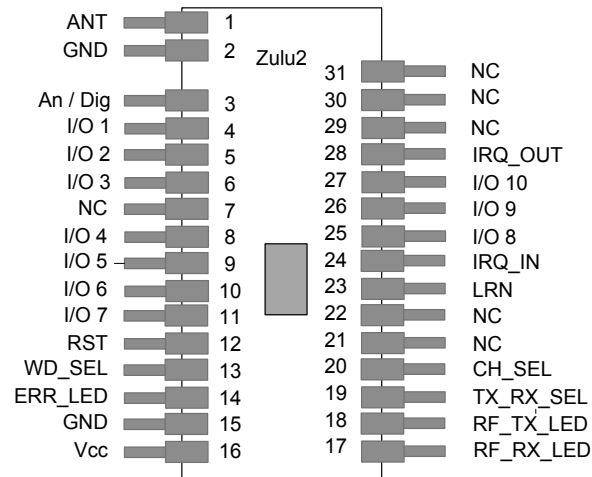 ANT 1
GND 2
Zulu2
An / Dig 3
I/O 1 4
I/O 2 5
I/O 3 6
NC 7
I/O 4 8
I/O 5 9
I/O 6 10
I/O 7 11
RST 12
WD_SEL 13
ERR_LED 14
GND 15
Vcc 16
31 NC
30 NC
29 NC
28 IRQ_OUT
27 I/O 10
26 I/O 9
25 I/O 8
24 IRQ_IN
23 LRN
22 NC
21 NC
20 CH_SEL
19 TX_RX_SEL
18 RF_TX_LED
17 RF_RX_LED